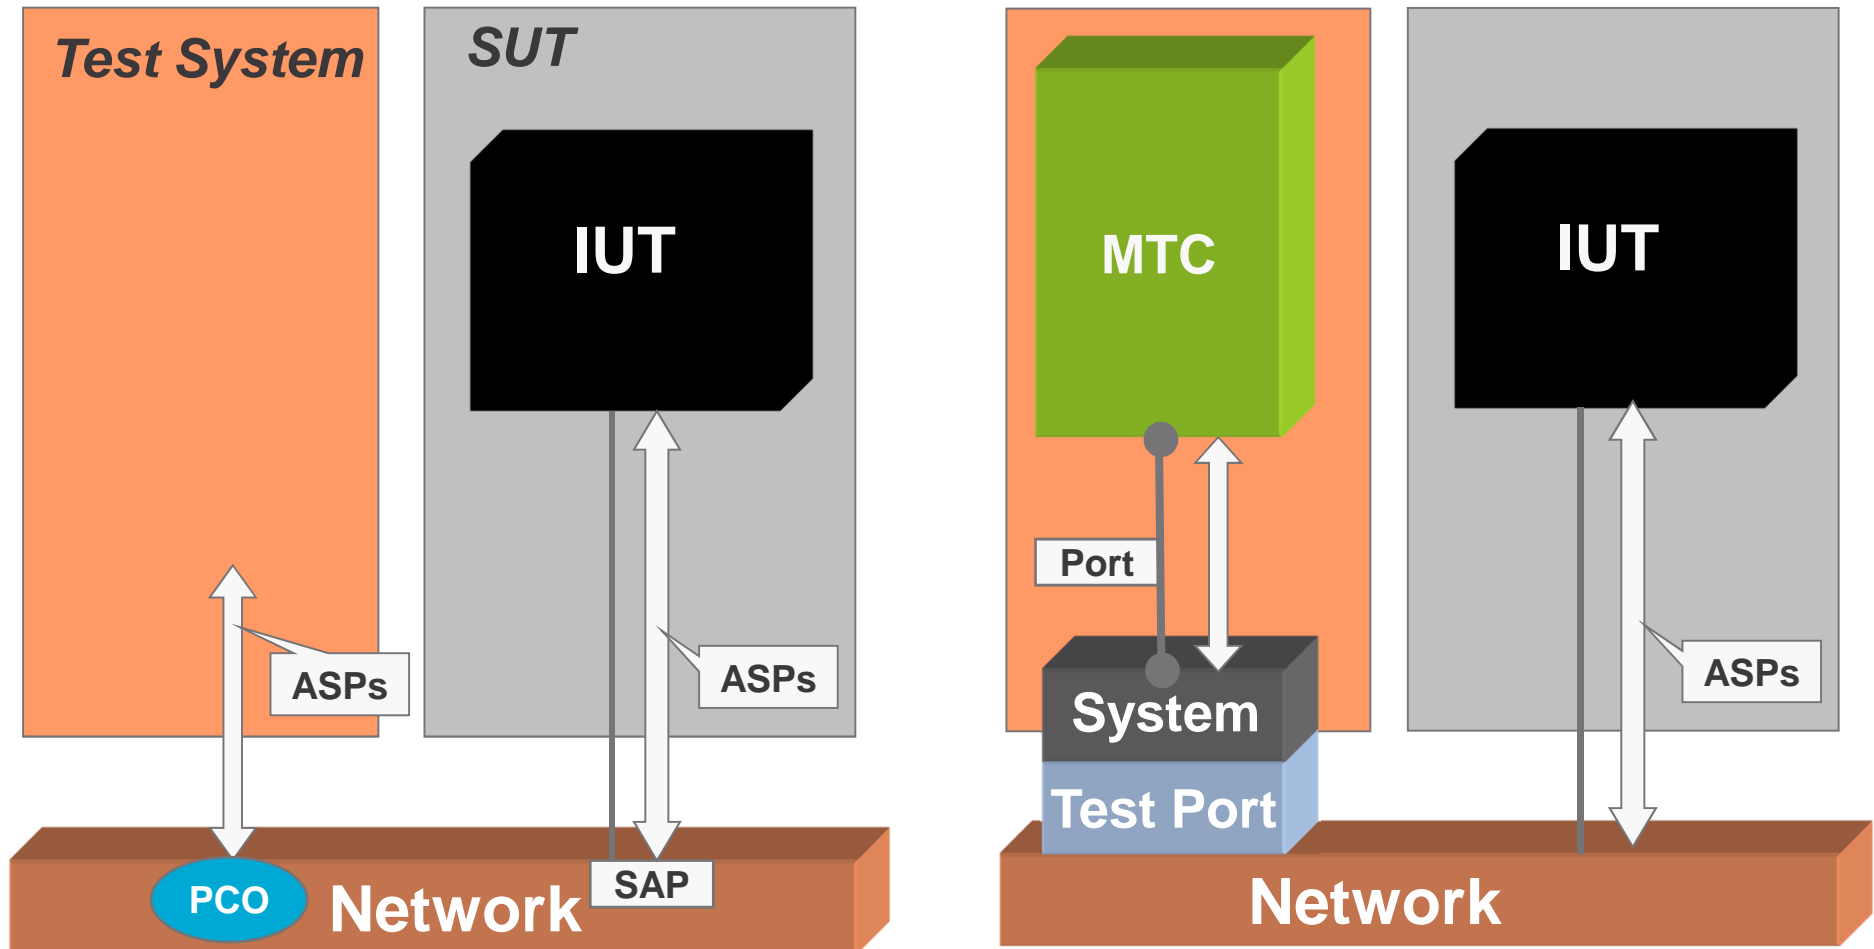 Test System
SUT
IUT
ASPs
ASPs
PCO
Network
SAP
MTC
IUT
Port
ASPs
System
Test Port
Network